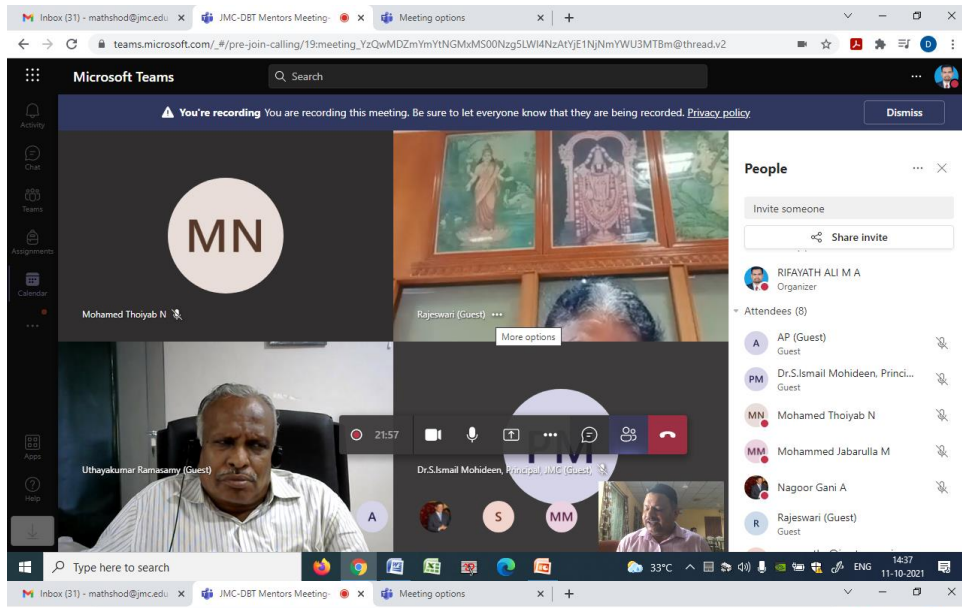 Inbox (31) - mathshod@jmc.edu
JMC-DBT Mentors Meeting-
Meeting options
teams.microsoft.com/_#/pre-join-calling/19:meeting_YzQwMDZmYmYtNGMxMS00Nzg5LWI4NzAtYjE1NjNmYWU3MTBm@thread.v2
D
Microsoft Teams
Search
You're recording You are recording this meeting. Be sure to let everyone know that they are being recorded. Privacy policy
Dismiss
Activity
Chat
Teams
Assignments
Calendar
Apps
Help
MN
Mohamed Thoiyab N
Rajeswari (Guest)
More options
Uthayakumar Ramasamy (Guest)
21:57
PM
Dr.S.Ismail Mohideen, Principal, JMC (Guest)
A
S
MM
People
Invite someone
Share invite
RIFAYATH ALI M A
Organizer
Attendees (8)
A
AP (Guest)
Guest
PM
Dr.S.Ismail Mohideen, Princi...
Guest
MN
Mohamed Thoiyab N
MM
Mohammed Jabarulla M
Nagoor Gani A
R
Rajeswari (Guest)
Guest
Type here to search
33°C
ENG
14:37
11-10-2021
Inbox (31) - mathshod@jmc.edu
JMC-DBT Mentors Meeting-
Meeting options